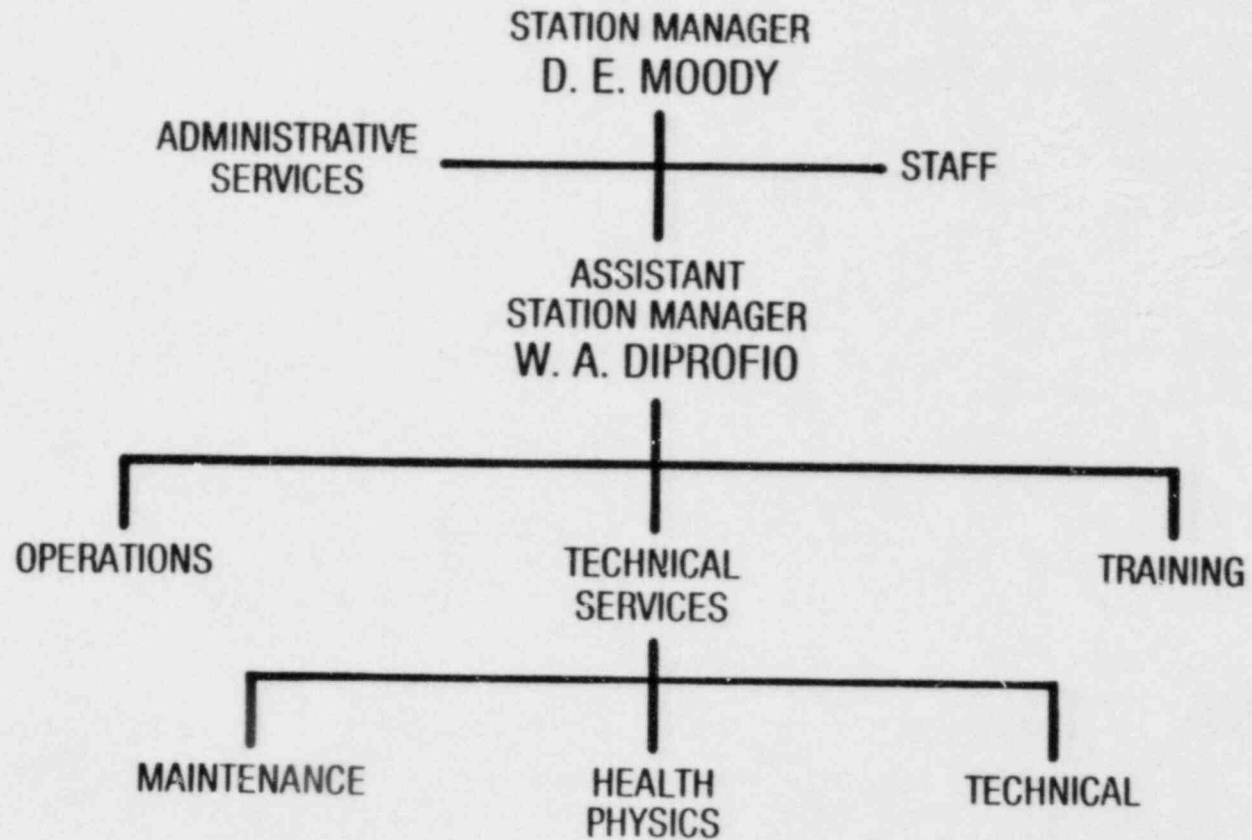 STATION MANAGER
D. E. MOODY
ADMINISTRATIVE
SERVICES
STAFF
ASSISTANT
STATION MANAGER
W. A. DIPROFIO
OPERATIONS
TECHNICAL
SERVICES
TRAINING
MAINTENANCE
HEALTH
PHYSICS
TECHNICAL